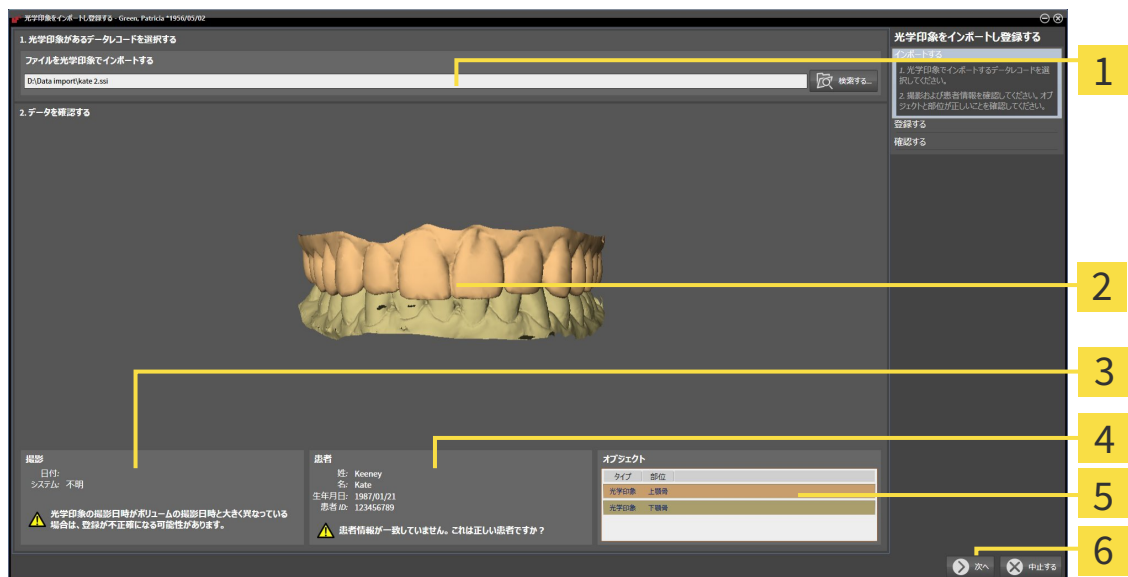 光学印象をインポートし登録する - Green, Patricia *1956/05/02
1. 光学印象があるデータレコードを選択する
ファイルを光学印象でインポートする
D:\Data import\kate 2.ssi
検索する...
2. データを確認する
撮影
日付:
システム: 不明
光学印象の撮影日時がボリュームの撮影日時と大きく異なっている
場合は、登録が不正確になる可能性があります。
患者
姓: Keeney
名: Kate
生年月日: 1987/01/21
患者 ID: 123456789
患者情報が一致していません。これは正しい患者ですか?
オブジェクト
タイプ 部位
光学印象 上顎骨
光学印象 下顎骨
光学印象をインポートし登録する
インポートする
1. 光学印象でインポートするデータレコードを選
択してください。
2. 撮影および患者情報を確認してください。オブ
ジェクトと部位が正しいことを確認してください。
登録する
確認する
次へ
中止する
1
2
3
4
5
6